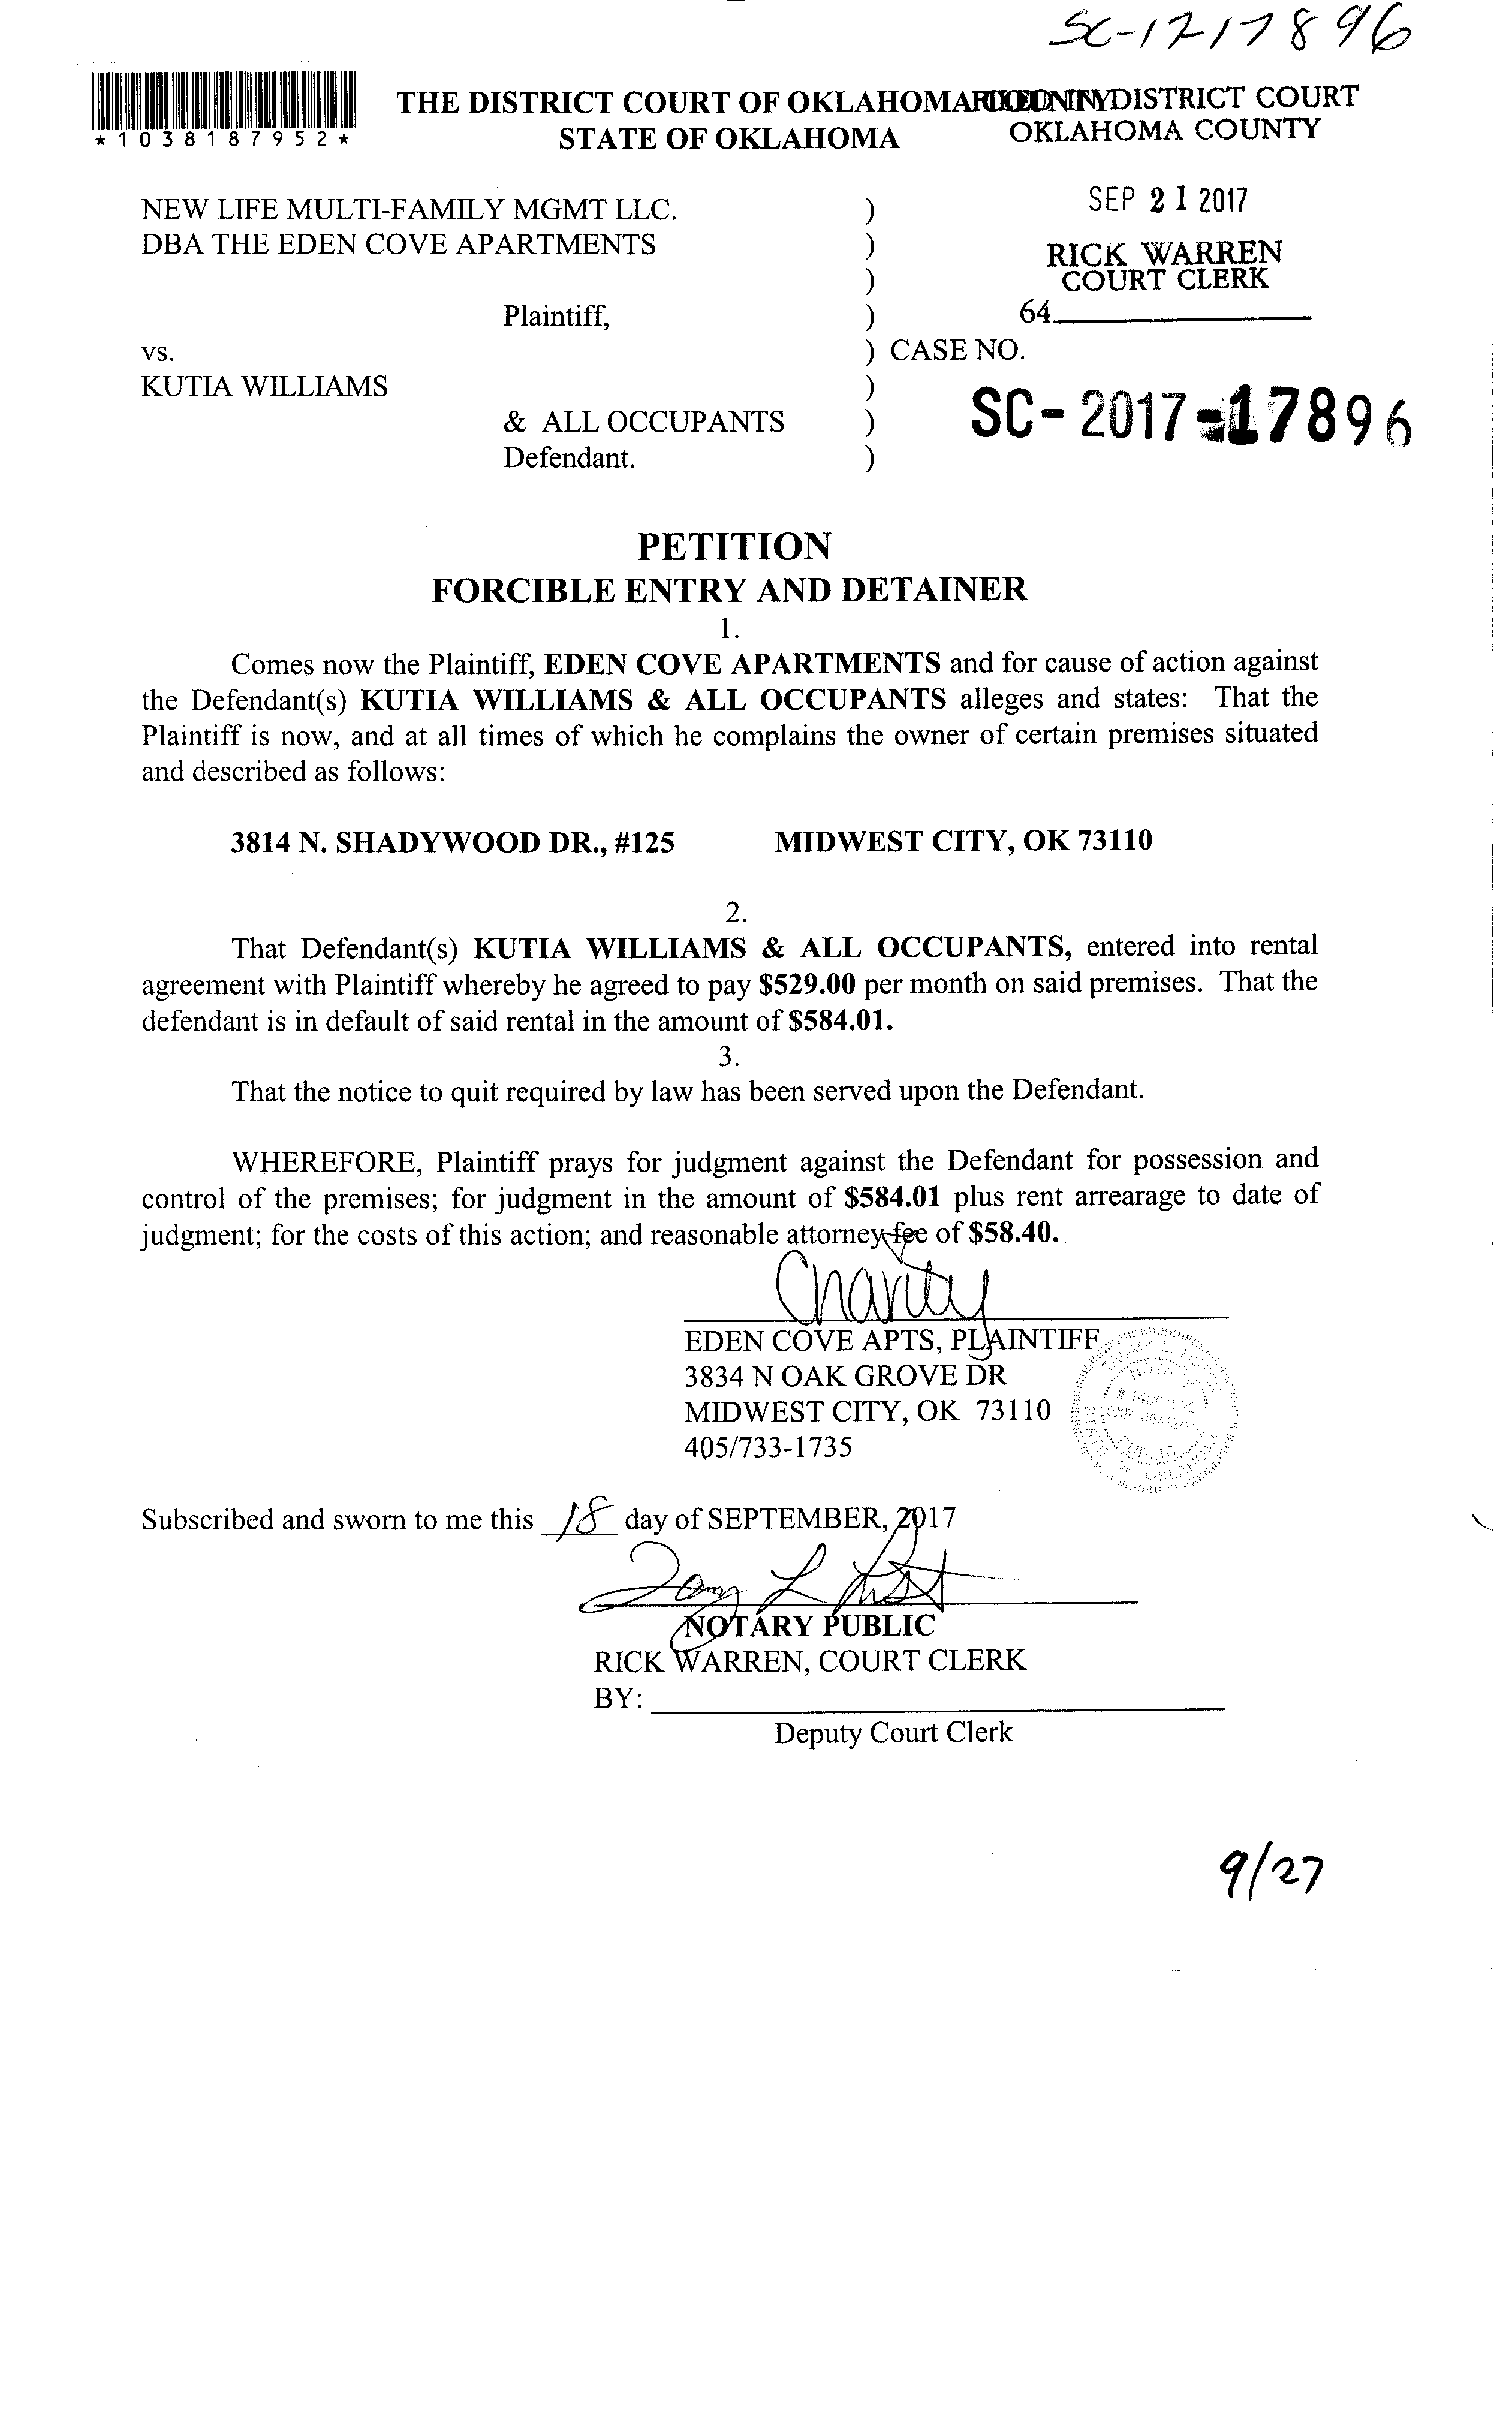 SC-1717896
*1038187952*
THE DISTRICT COURT OF OKLAHOMA COUNTY
STATE OF OKLAHOMA
FILED IN DISTRICT COURT
OKLAHOMA COUNTY
SEP 21 2017
RICK WARREN
COURT CLERK
64
NEW LIFE MULTI-FAMILY MGMT LLC. )
DBA THE EDEN COVE APARTMENTS )
)
Plaintiff, )
vs. ) CASE NO.
KUTIA WILLIAMS )
& ALL OCCUPANTS )
Defendant. )
SC-2017-17896
PETITION
FORCIBLE ENTRY AND DETAINER
1.
Comes now the Plaintiff, EDEN COVE APARTMENTS and for cause of action against
the Defendant(s) KUTIA WILLIAMS & ALL OCCUPANTS alleges and states: That the
Plaintiff is now, and at all times of which he complains the owner of certain premises situated
and described as follows:
3814 N. SHADYWOOD DR., #125 MIDWEST CITY, OK 73110
2.
That Defendant(s) KUTIA WILLIAMS & ALL OCCUPANTS, entered into rental
agreement with Plaintiff whereby he agreed to pay $529.00 per month on said premises. That the
defendant is in default of said rental in the amount of $584.01.
3.
That the notice to quit required by law has been served upon the Defendant.
WHEREFORE, Plaintiff prays for judgment against the Defendant for possession and
control of the premises; for judgment in the amount of $584.01 plus rent arrearage to date of
judgment; for the costs of this action; and reasonable attorney fee of $58.40.
Charity
EDEN COVE APTS, PLAINTIFF
3834 N OAK GROVE DR
MIDWEST CITY, OK 73110
405/733-1735
TAMMY L.
NOTARY
PUBLIC
STATE OF OKLAHOMA
Subscribed and sworn to me this 18 day of SEPTEMBER, 2017
NOTARY PUBLIC
RICK WARREN, COURT CLERK
BY:
Deputy Court Clerk
9/27